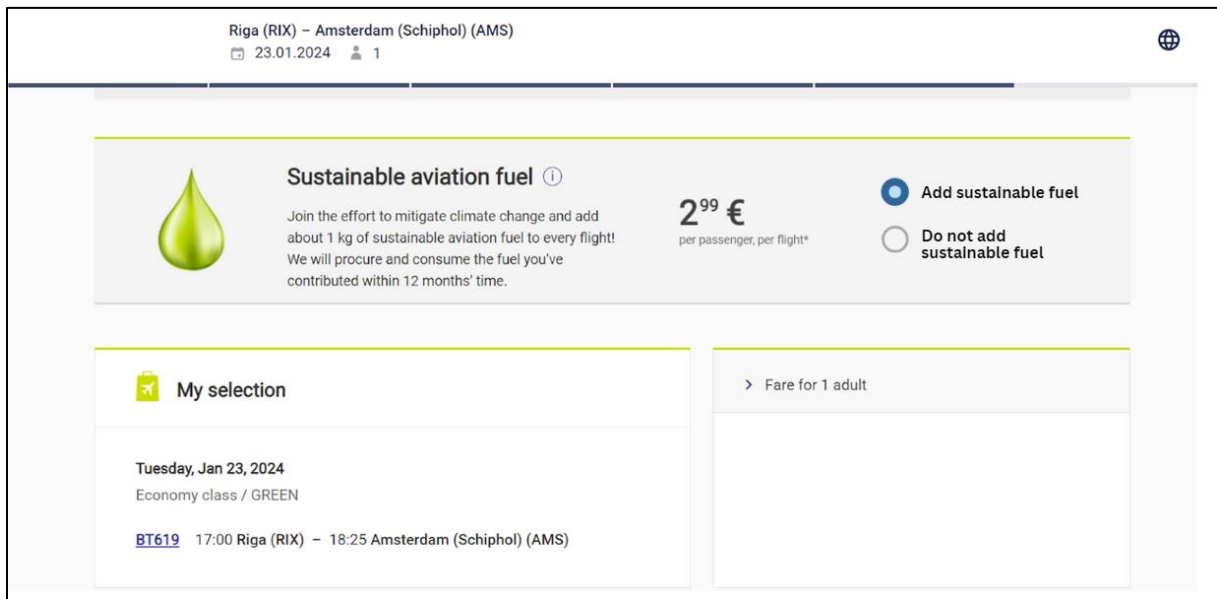 Riga (RIX) – Amsterdam (Schiphol) (AMS)
23.01.2024 1
Sustainable aviation fuel ⓘ
Join the effort to mitigate climate change and add
about 1 kg of sustainable aviation fuel to every flight!
We will procure and consume the fuel you've
contributed within 12 months' time.
2⁹⁹ €
per passenger, per flight*
Add sustainable fuel
Do not add
sustainable fuel
My selection
Tuesday, Jan 23, 2024
Economy class / GREEN
BT619 17:00 Riga (RIX) – 18:25 Amsterdam (Schiphol) (AMS)
Fare for 1 adult